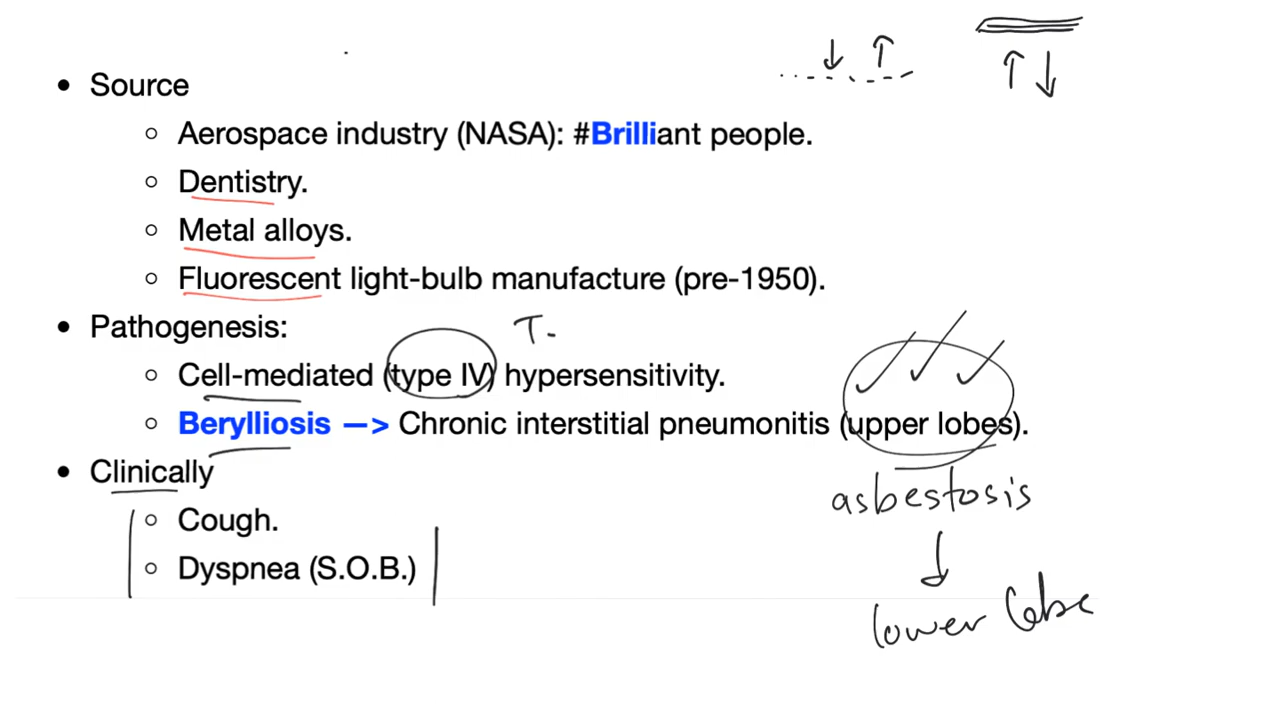 • Source
○ Aerospace industry (NASA): #Brilliant people.
○ Dentistry.
○ Metal alloys.
○ Fluorescent light-bulb manufacture (pre-1950).
• Pathogenesis:
T-
○ Cell-mediated (type IV) hypersensitivity.
○ Berylliosis —> Chronic interstitial pneumonitis (upper lobes).
• Clinically
asbestosis
○ Cough.
○ Dyspnea (S.O.B.)
↓
lower lobe